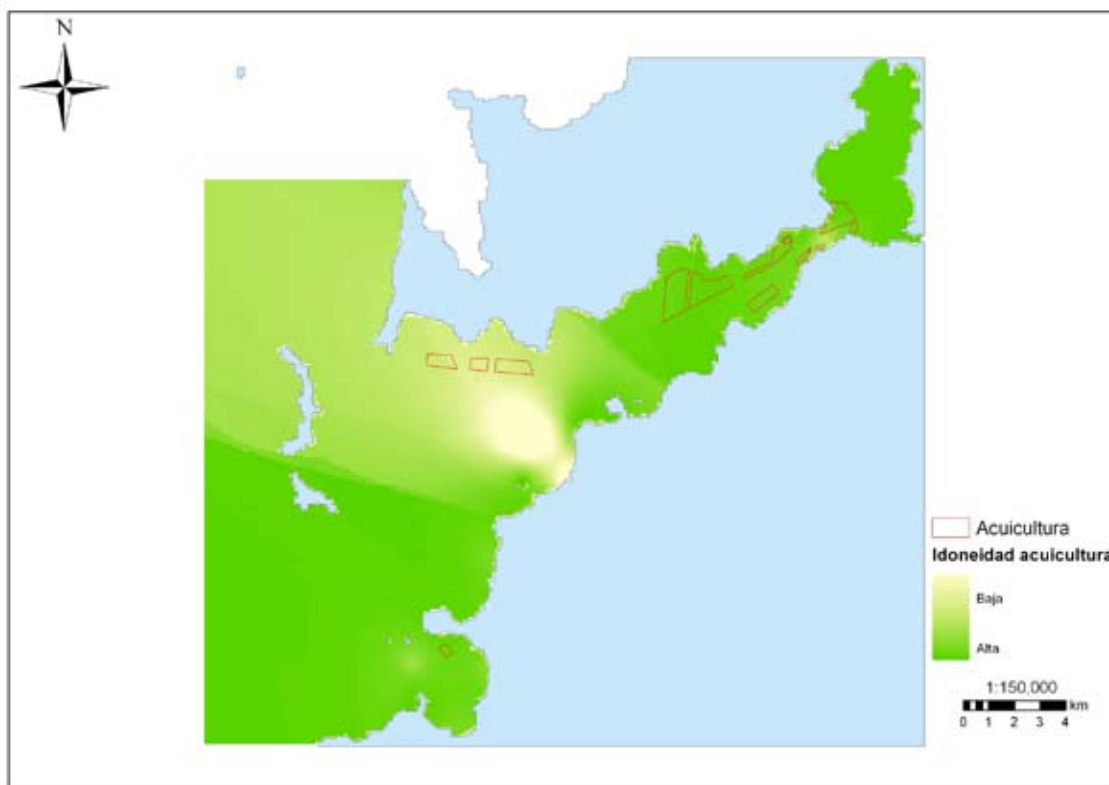 N
Acuicultura
Idoneidad acuicultura
Baja
Alta
1:150,000
km
0 1 2 3 4